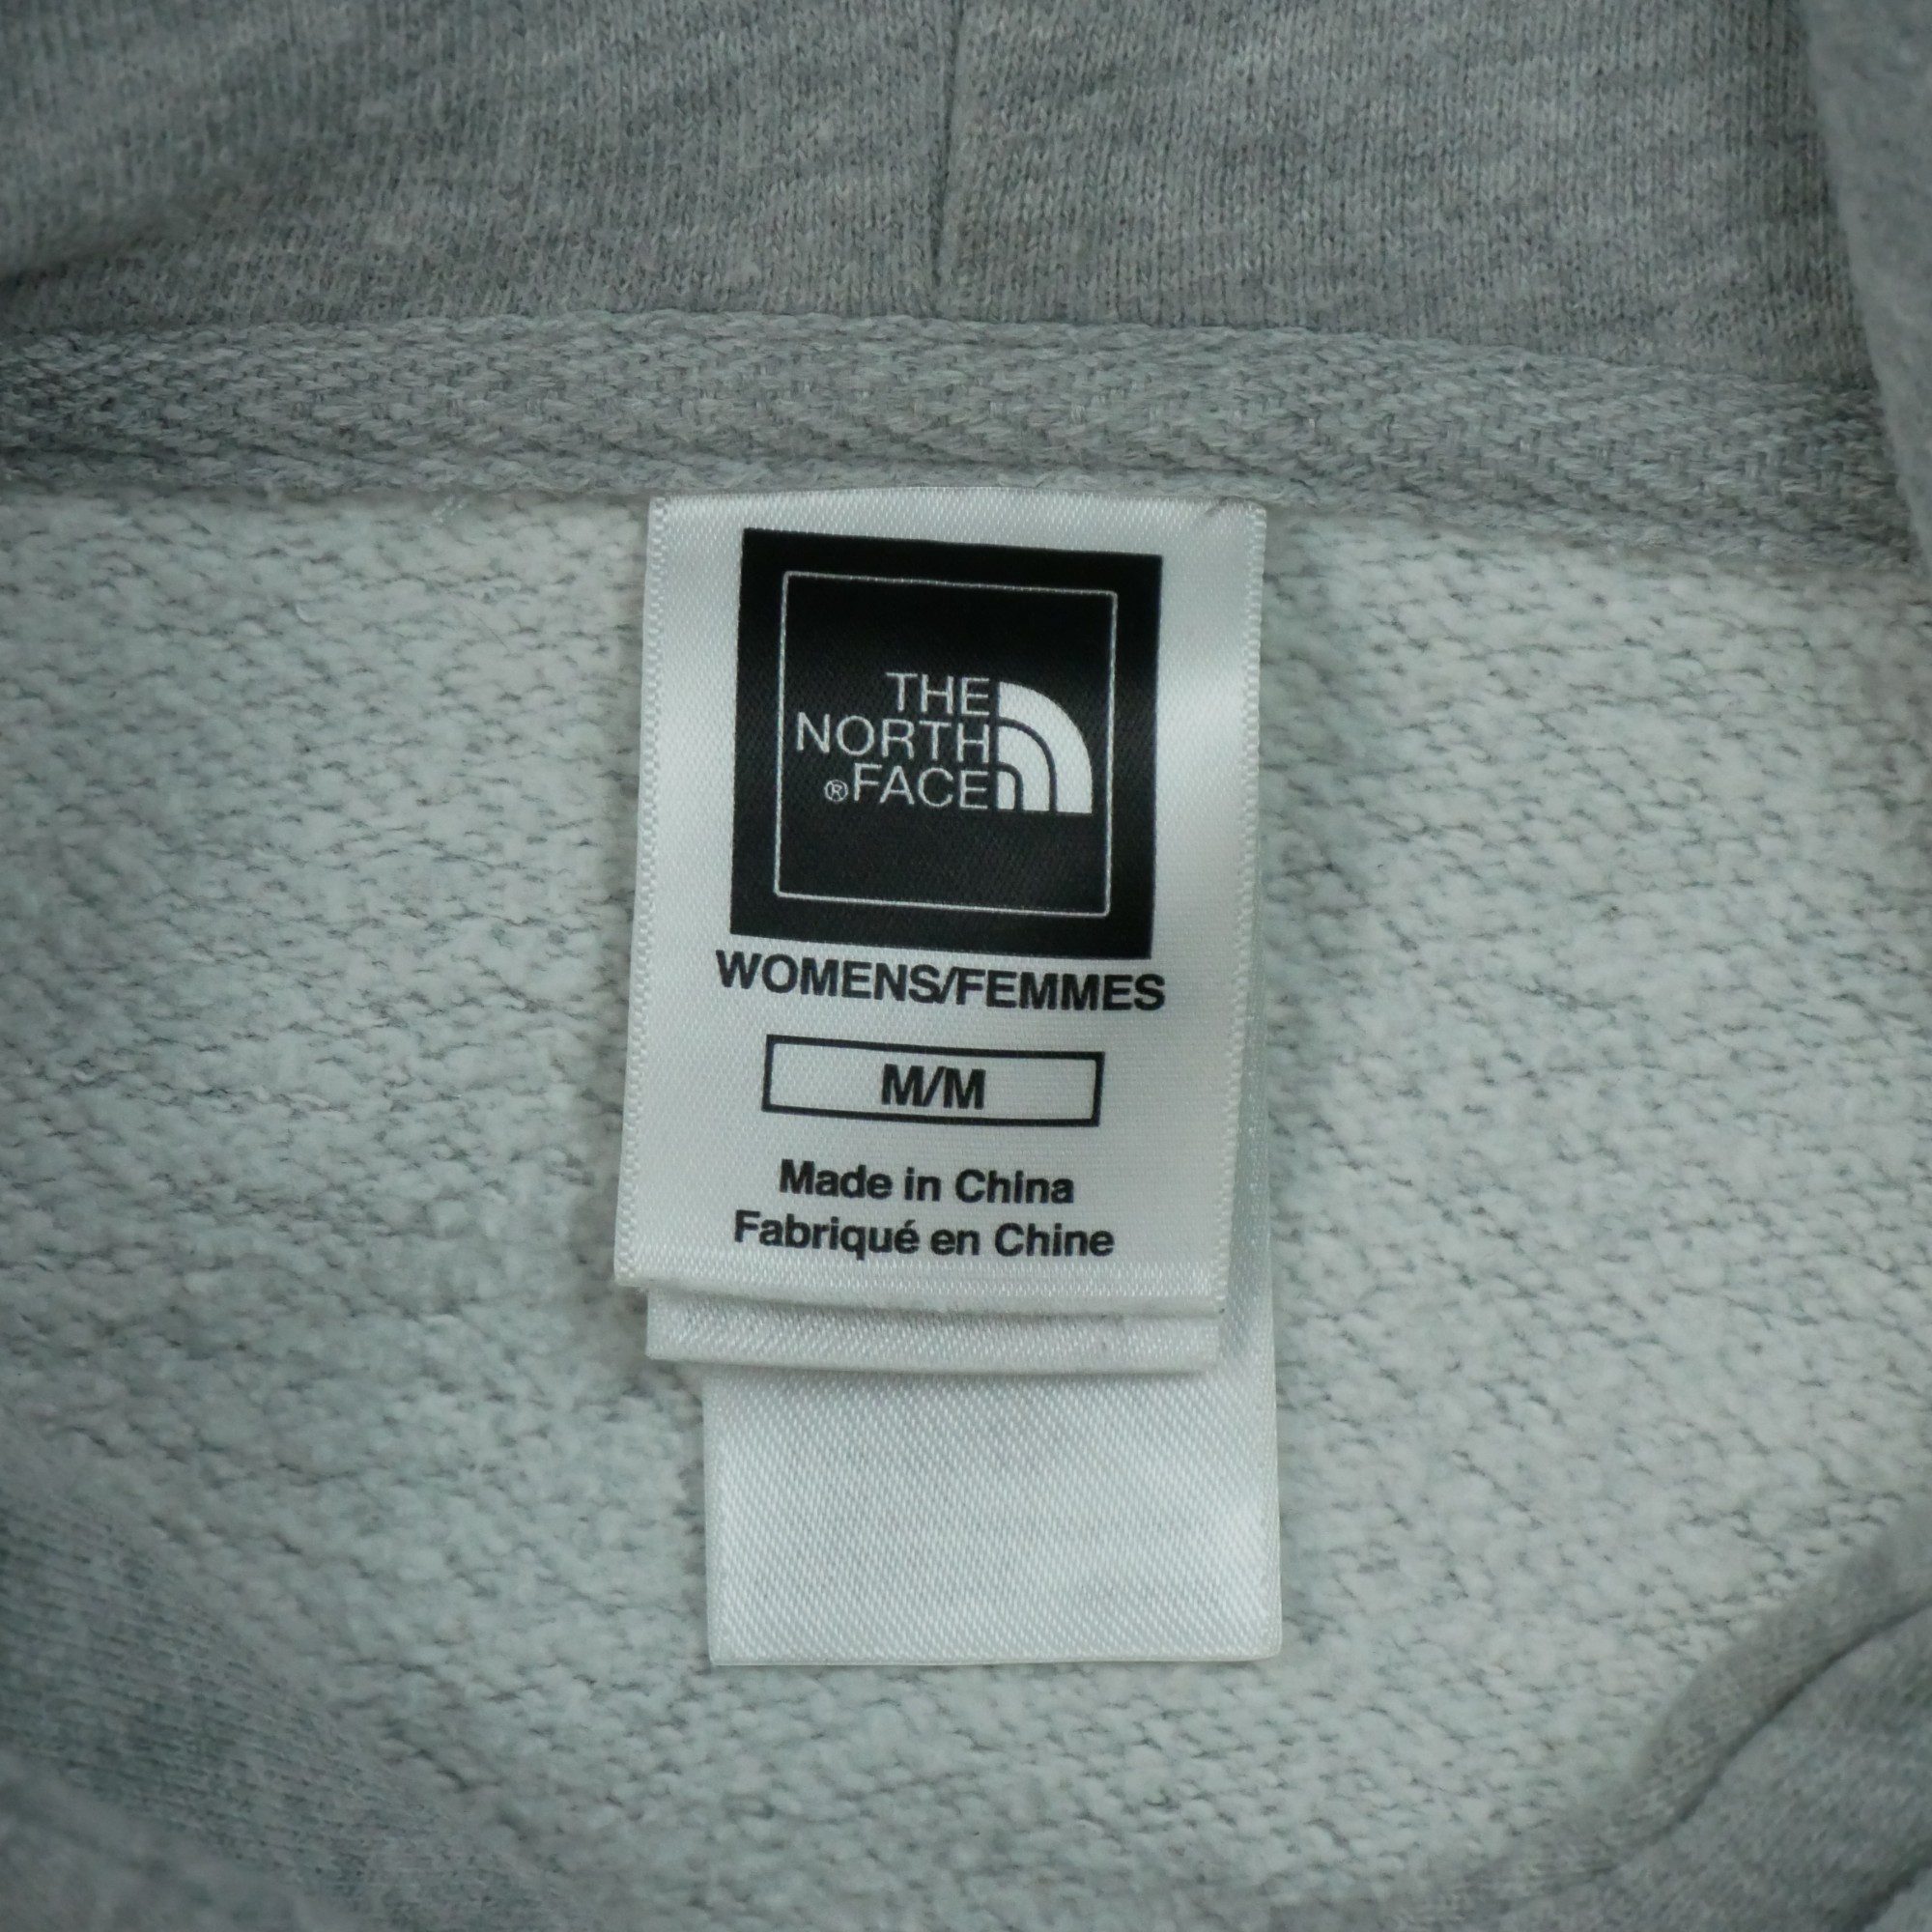 THE
NORTH
®FACE
WOMENS/FEMMES
M/M
Made in China
Fabriqué en Chine